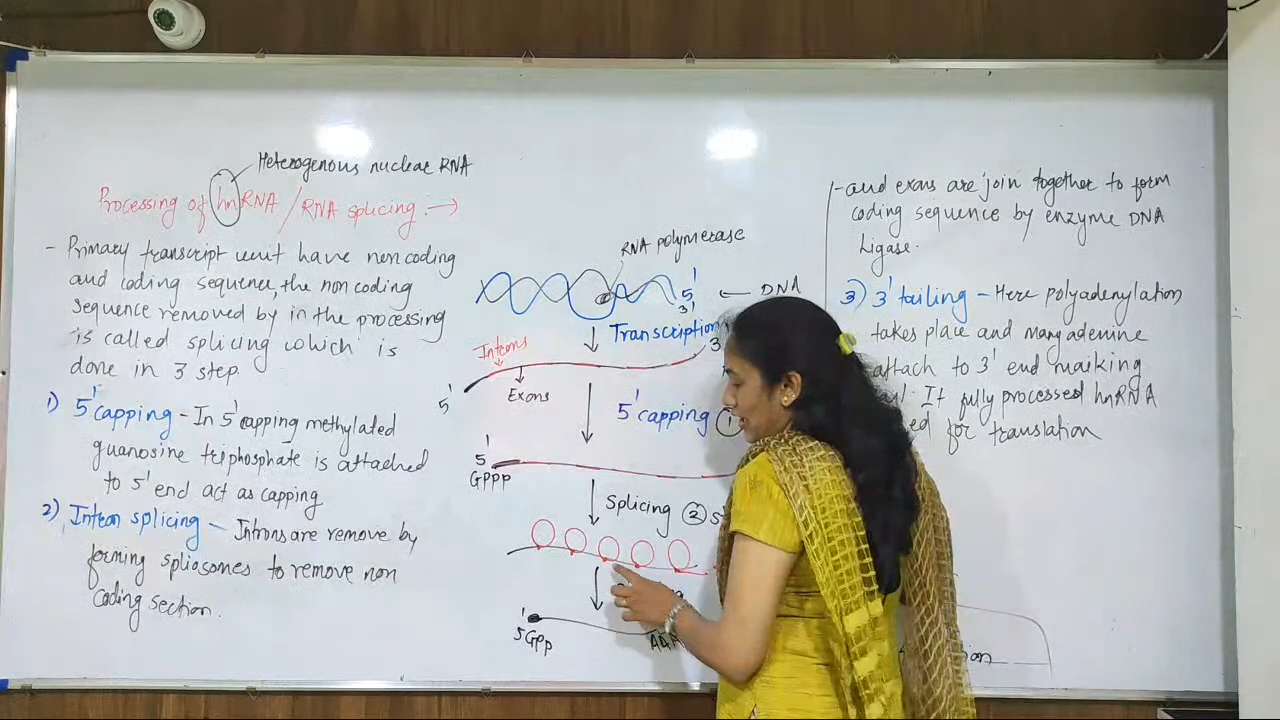 Heterogenous nuclear RNA
Processing of hnRNA / RNA splicing. →
- Primary transcript unit have non coding
and coding sequence, the non coding
sequence removed by in the processing
is called splicing which is
done in 3 step
1) 5' capping - In 5' capping methylated
guanosine triphosphate is attached
to 5' end act as capping
2) Intron splicing - Introns are remove by
forming spliosomes to remove non
coding section.
RNA polymerase
5'
3'
← DNA
Transcription
3'
Introns
Exons
5'
5' capping 1
5'
Gppp
Splicing 2 S
5' Gpp
AAA
- and exons are join together to form
coding sequence by enzyme DNA
Ligase.
3) 3' tailing - Here polyadenylation
takes place and many adenine
attach to 3' end making
It fully processed hnRNA
for translation